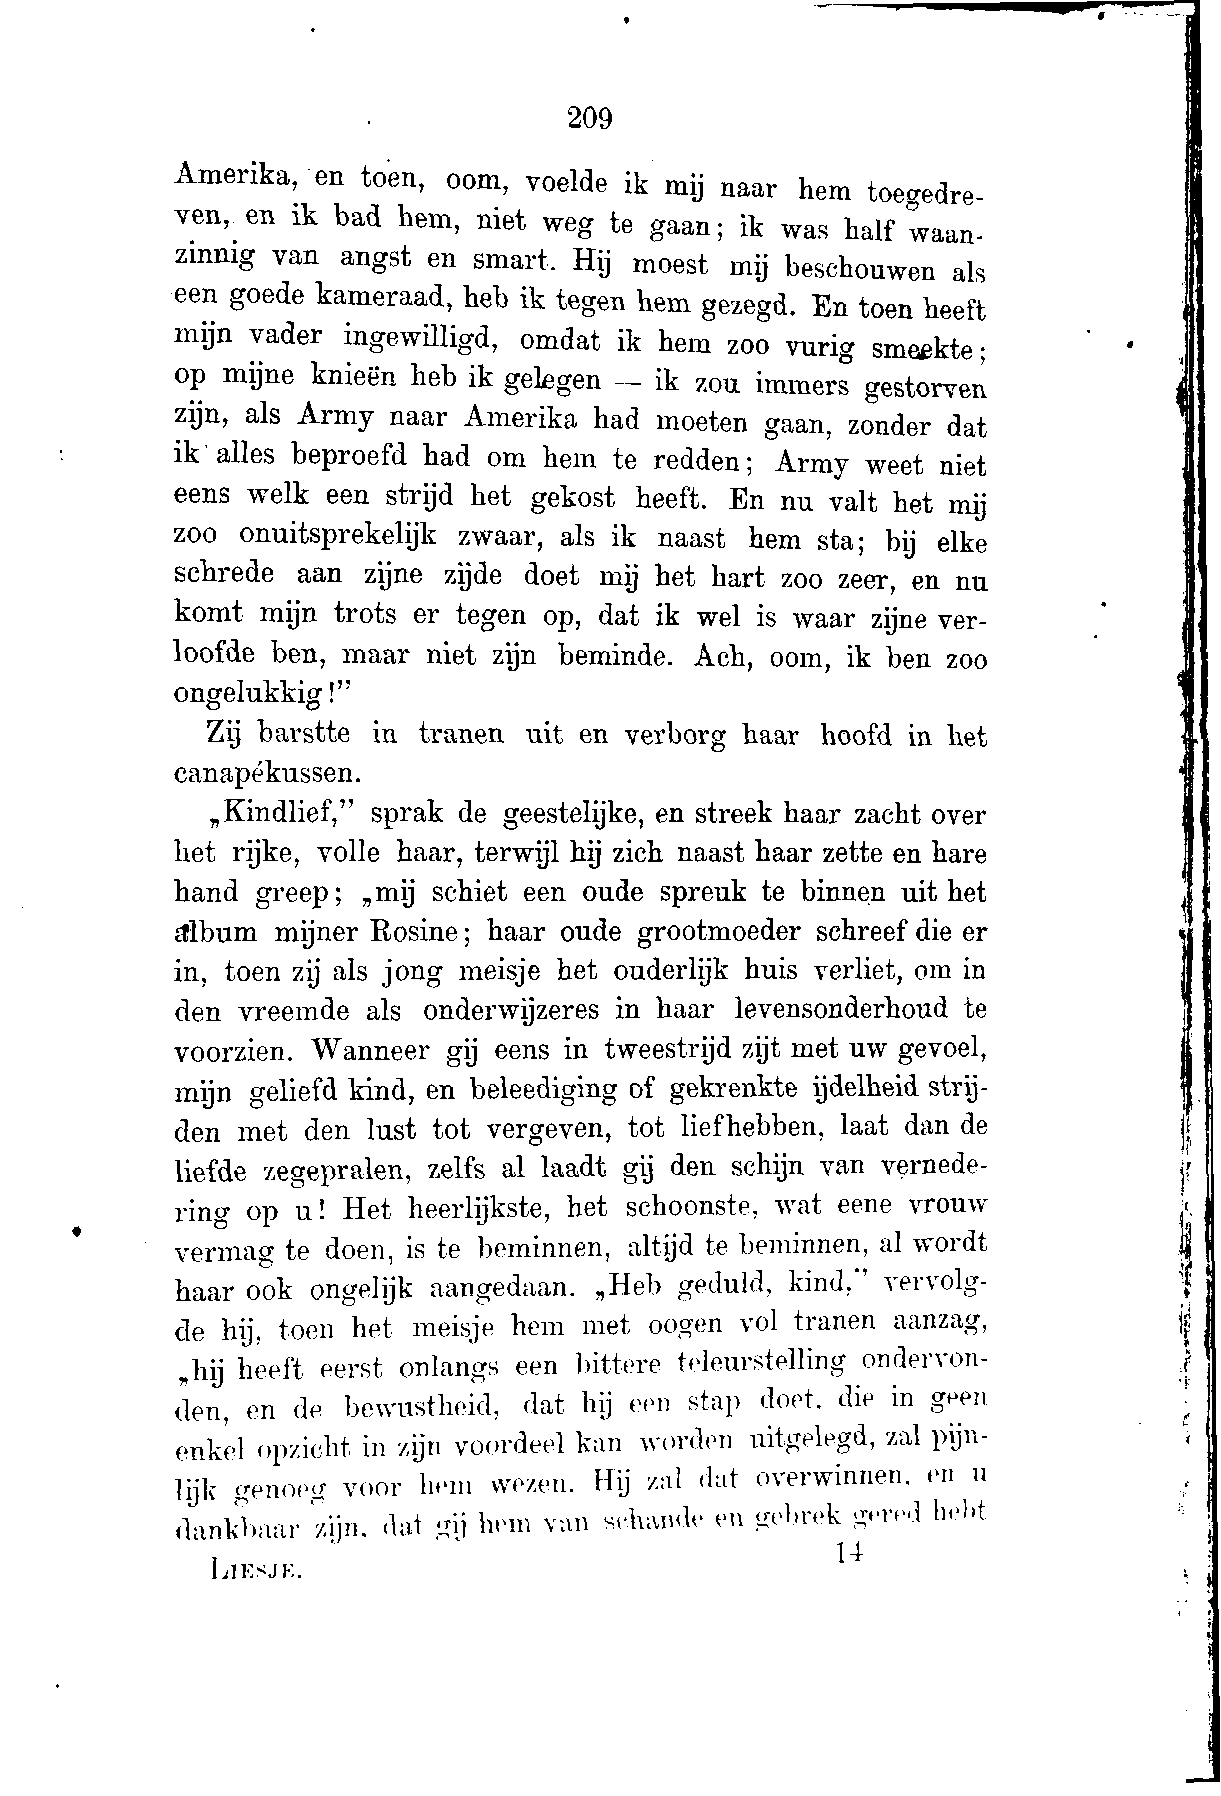 209
Amerika, en toen, oom, voelde ik mij naar hem toegedre-
ven, en ik bad hem, niet weg te gaan; ik was half waan-
zinnig van angst en smart. Hij moest mij beschouwen als
een goede kameraad, heb ik tegen hem gezegd. En toen heeft
mijn vader ingewilligd, omdat ik hem zoo vurig smeekte;
op mijne knieën heb ik gelegen — ik zou immers gestorven
zijn, als Army naar Amerika had moeten gaan, zonder dat
ik alles beproefd had om hem te redden; Army weet niet
eens welk een strijd het gekost heeft. En nu valt het mij
zoo onuitsprekelijk zwaar, als ik naast hem sta; bij elke
schrede aan zijne zijde doet mij het hart zoo zeer, en nu
komt mijn trots er tegen op, dat ik wel is waar zijne ver-
loofde ben, maar niet zijn beminde. Ach, oom, ik ben zoo
ongelukkig!”
Zij barstte in tranen uit en verborg haar hoofd in het
canapékussen.
„Kindlief,” sprak de geestelijke, en streek haar zacht over
het rijke, volle haar, terwijl hij zich naast haar zette en hare
hand greep; „mij schiet een oude spreuk te binnen uit het
album mijner Rosine; haar oude grootmoeder schreef die er
in, toen zij als jong meisje het ouderlijk huis verliet, om in
den vreemde als onderwijzeres in haar levensonderhoud te
voorzien. Wanneer gij eens in tweestrijd zijt met uw gevoel,
mijn geliefd kind, en beleediging of gekrenkte ijdelheid strij-
den met den lust tot vergeven, tot liefhebben, laat dan de
liefde zegepralen, zelfs al laadt gij den schijn van vernede-
ring op u! Het heerlijkste, het schoonste, wat eene vrouw
vermag te doen, is te beminnen, altijd te beminnen, al wordt
haar ook ongelijk aangedaan. „Heb geduld, kind,” vervolg-
de hij, toen het meisje hem met oogen vol tranen aanzag,
„hij heeft eerst onlangs een bittere teleurstelling ondervon-
den, en de bewustheid, dat hij een stap doet, die in geen
enkel opzicht in zijn voordeel kan worden uitgelegd, zal pijn-
lijk genoeg voor hem wezen. Hij zal dat overwinnen, en u
dankbaar zijn, dat gij hem van schande en gebrek gered hebt
LIESJE. 14